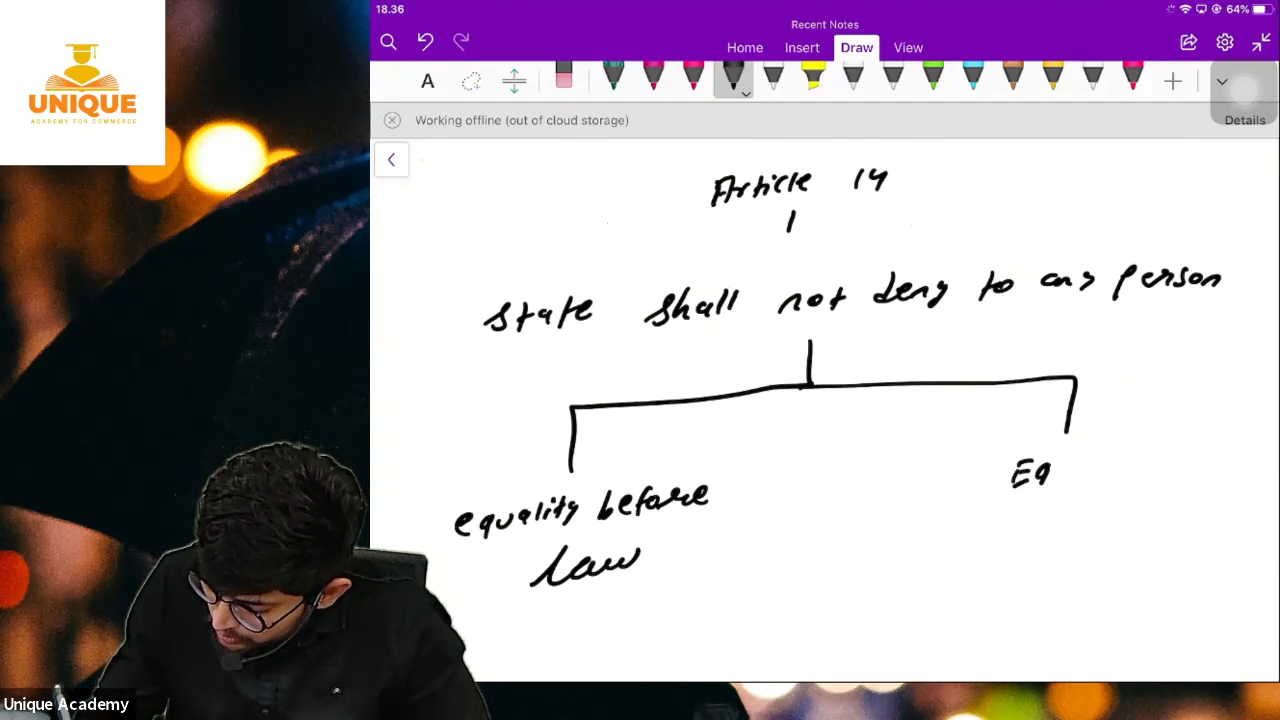 18.36
64%
Recent Notes
Home Insert Draw View
A
Working offline (out of cloud storage)
Details
UNIQUE
ACADEMY FOR COMMERCE
Article 14
state shall not deny to any person
equality before
law
Eq
Unique Academy